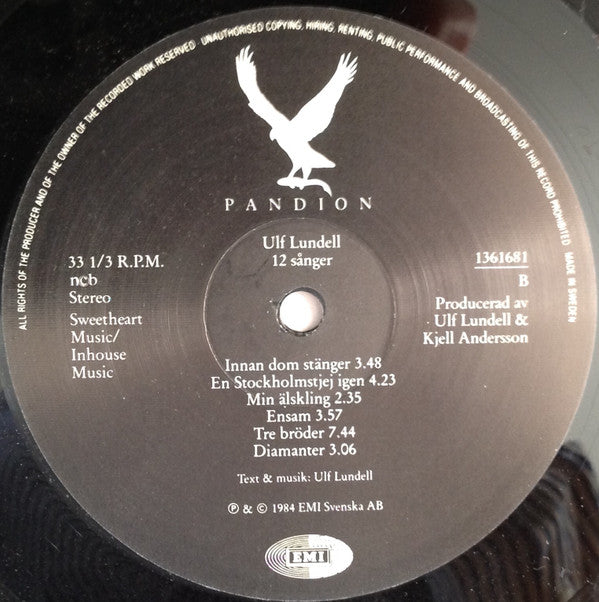 ALL RIGHTS OF THE PRODUCER AND OF THE OWNER OF THE RECORDED WORK RESERVED · UNAUTHORISED COPYING, HIRING, RENTING, PUBLIC PERFORMANCE AND BROADCASTING OF THIS RECORD PROHIBITED MADE IN SWEDEN
PANDION
Ulf Lundell
12 sånger
33 1/3 R.P.M.
ncb
Stereo
Sweetheart
Music/
Inhouse
Music
1361681
B
Producerad av
Ulf Lundell &
Kjell Andersson
Innan dom stänger 3.48
En Stockholmstjej igen 4.23
Min älskling 2.35
Ensam 3.57
Tre bröder 7.44
Diamanter 3.06
Text & musik: Ulf Lundell
℗ & © 1984 EMI Svenska AB
EMI